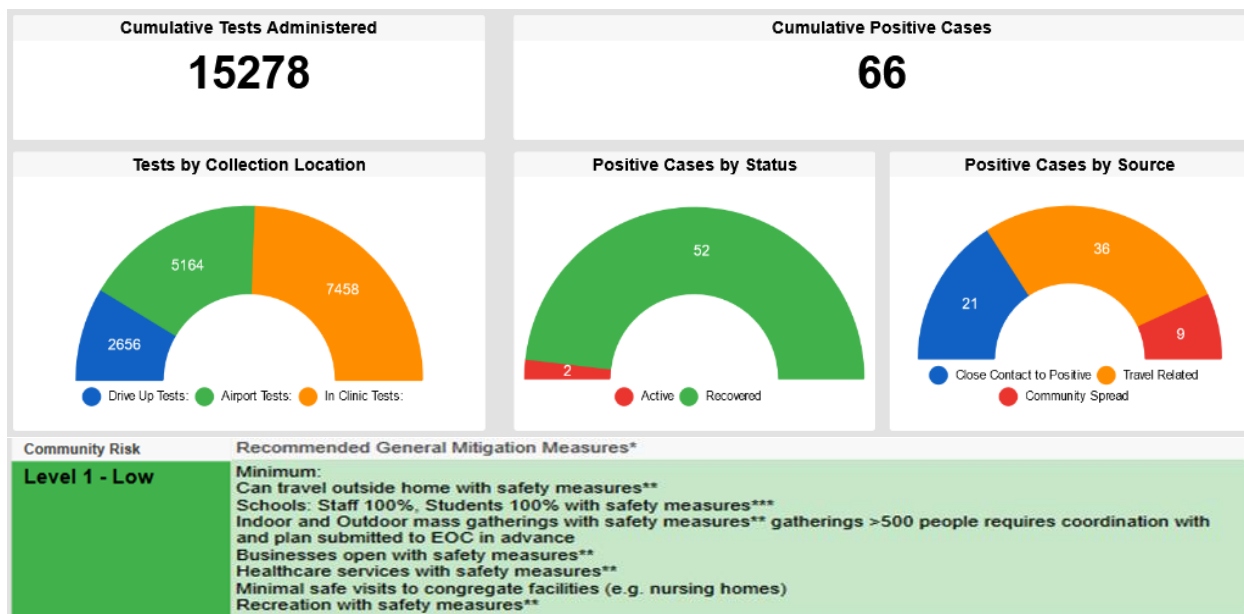 Cumulative Tests Administered
15278
Cumulative Positive Cases
66
Tests by Collection Location
5164
7458
2656
Drive Up Tests: Airport Tests: In Clinic Tests:
Positive Cases by Status
52
2
Active Recovered
Positive Cases by Source
36
21
9
Close Contact to Positive Travel Related
Community Spread
Community Risk
Level 1 - Low
Recommended General Mitigation Measures*
Minimum:
Can travel outside home with safety measures**
Schools: Staff 100%, Students 100% with safety measures***
Indoor and Outdoor mass gatherings with safety measures** gatherings >500 people requires coordination with
and plan submitted to EOC in advance
Businesses open with safety measures**
Healthcare services with safety measures**
Minimal safe visits to congregate facilities (e.g. nursing homes)
Recreation with safety measures**